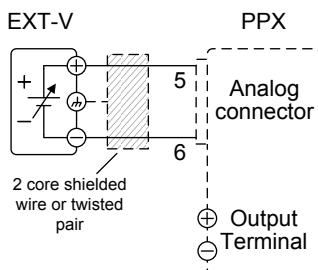 EXT-V
PPX
+
+
5
Analog
connector
−
−
6
2 core shielded
wire or twisted
pair
+
Output
Terminal
−